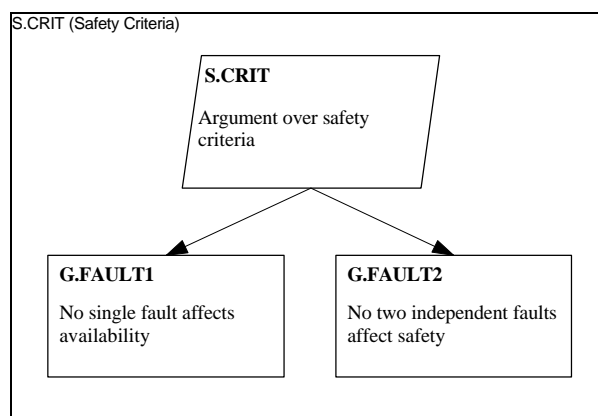 S.CRIT (Safety Criteria)
S.CRIT
Argument over safety
criteria
G.FAULT1
No single fault affects
availability
G.FAULT2
No two independent faults
affect safety